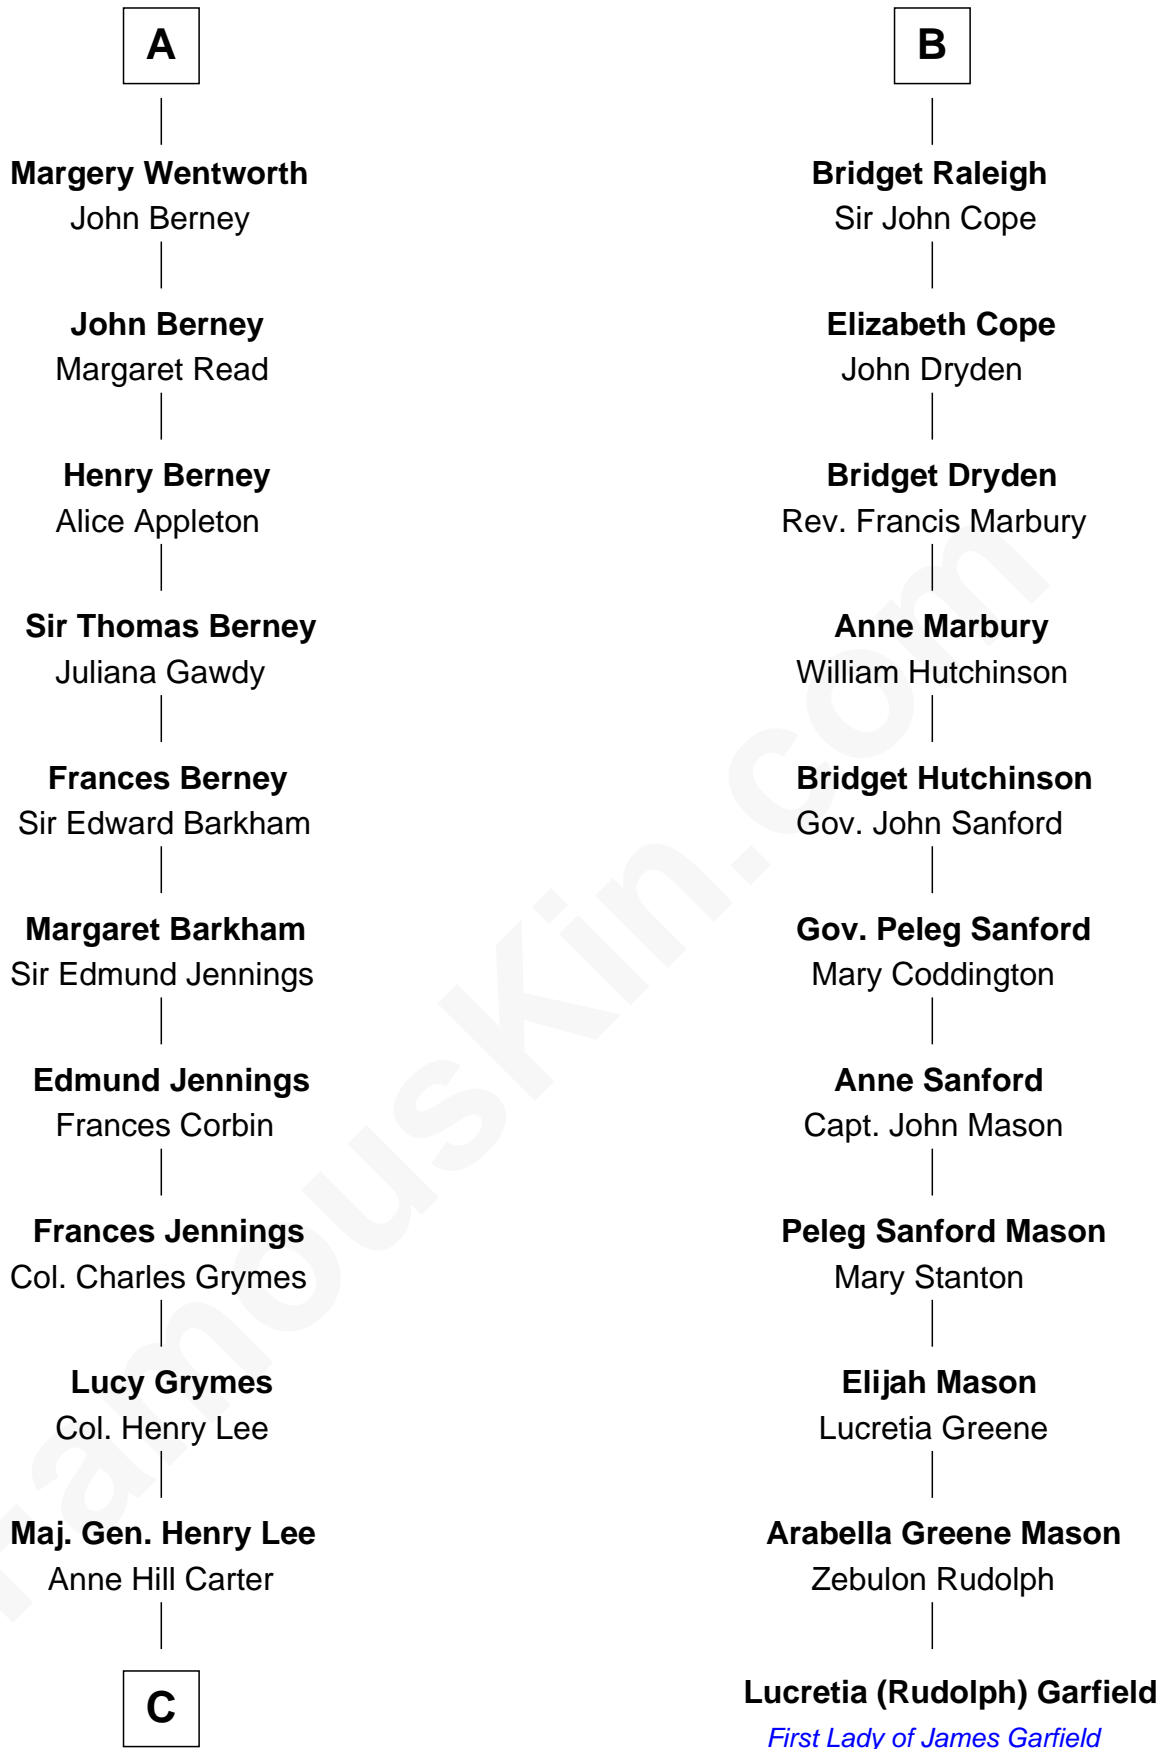 A
Margery Wentworth
John Berney
John Berney
Margaret Read
Henry Berney
Alice Appleton
Sir Thomas Berney
Juliana Gawdy
Frances Berney
Sir Edward Barkham
Margaret Barkham
Sir Edmund Jennings
Edmund Jennings
Frances Corbin
Frances Jennings
Col. Charles Grymes
Lucy Grymes
Col. Henry Lee
Maj. Gen. Henry Lee
Anne Hill Carter
C
B
Bridget Raleigh
Sir John Cope
Elizabeth Cope
John Dryden
Bridget Dryden
Rev. Francis Marbury
Anne Marbury
William Hutchinson
Bridget Hutchinson
Gov. John Sanford
Gov. Peleg Sanford
Mary Coddington
Anne Sanford
Capt. John Mason
Peleg Sanford Mason
Mary Stanton
Elijah Mason
Lucretia Greene
Arabella Greene Mason
Zebulon Rudolph
Lucretia (Rudolph) Garfield
First Lady of James Garfield
FamousKin.com